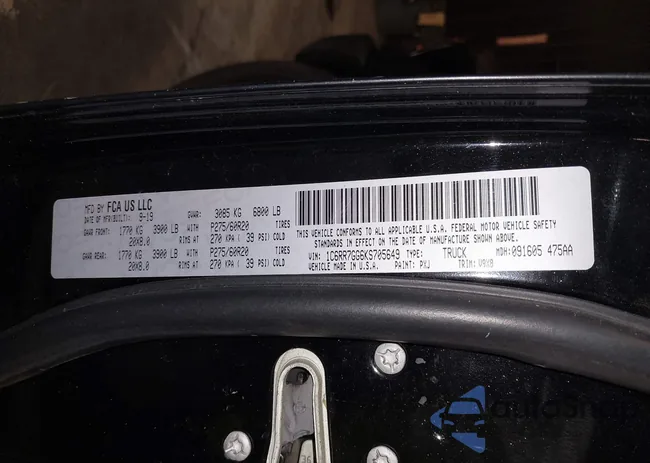 MFD BY FCA US LLC
DATE OF MFR(BUILT): 9-19 GVWR: 3085 KG 6800 LB
GAWR FRONT: 1770 KG 3900 LB WITH P275/60R20 TIRES
20X8.0 RIMS AT 270 KPA ( 39 PSI) COLD
GAWR REAR: 1770 KG 3900 LB WITH P275/60R20 TIRES
20X8.0 RIMS AT 270 KPA ( 39 PSI) COLD
THIS VEHICLE CONFORMS TO ALL APPLICABLE U.S.A. FEDERAL MOTOR VEHICLE SAFETY
STANDARDS IN EFFECT ON THE DATE OF MANUFACTURE SHOWN ABOVE.
VIN: 1C6RR7GG6KS705649 TYPE: TRUCK MDH: 091605 475AA
VEHICLE MADE IN U.S.A. PAINT: PXJ TRIM: V9X8